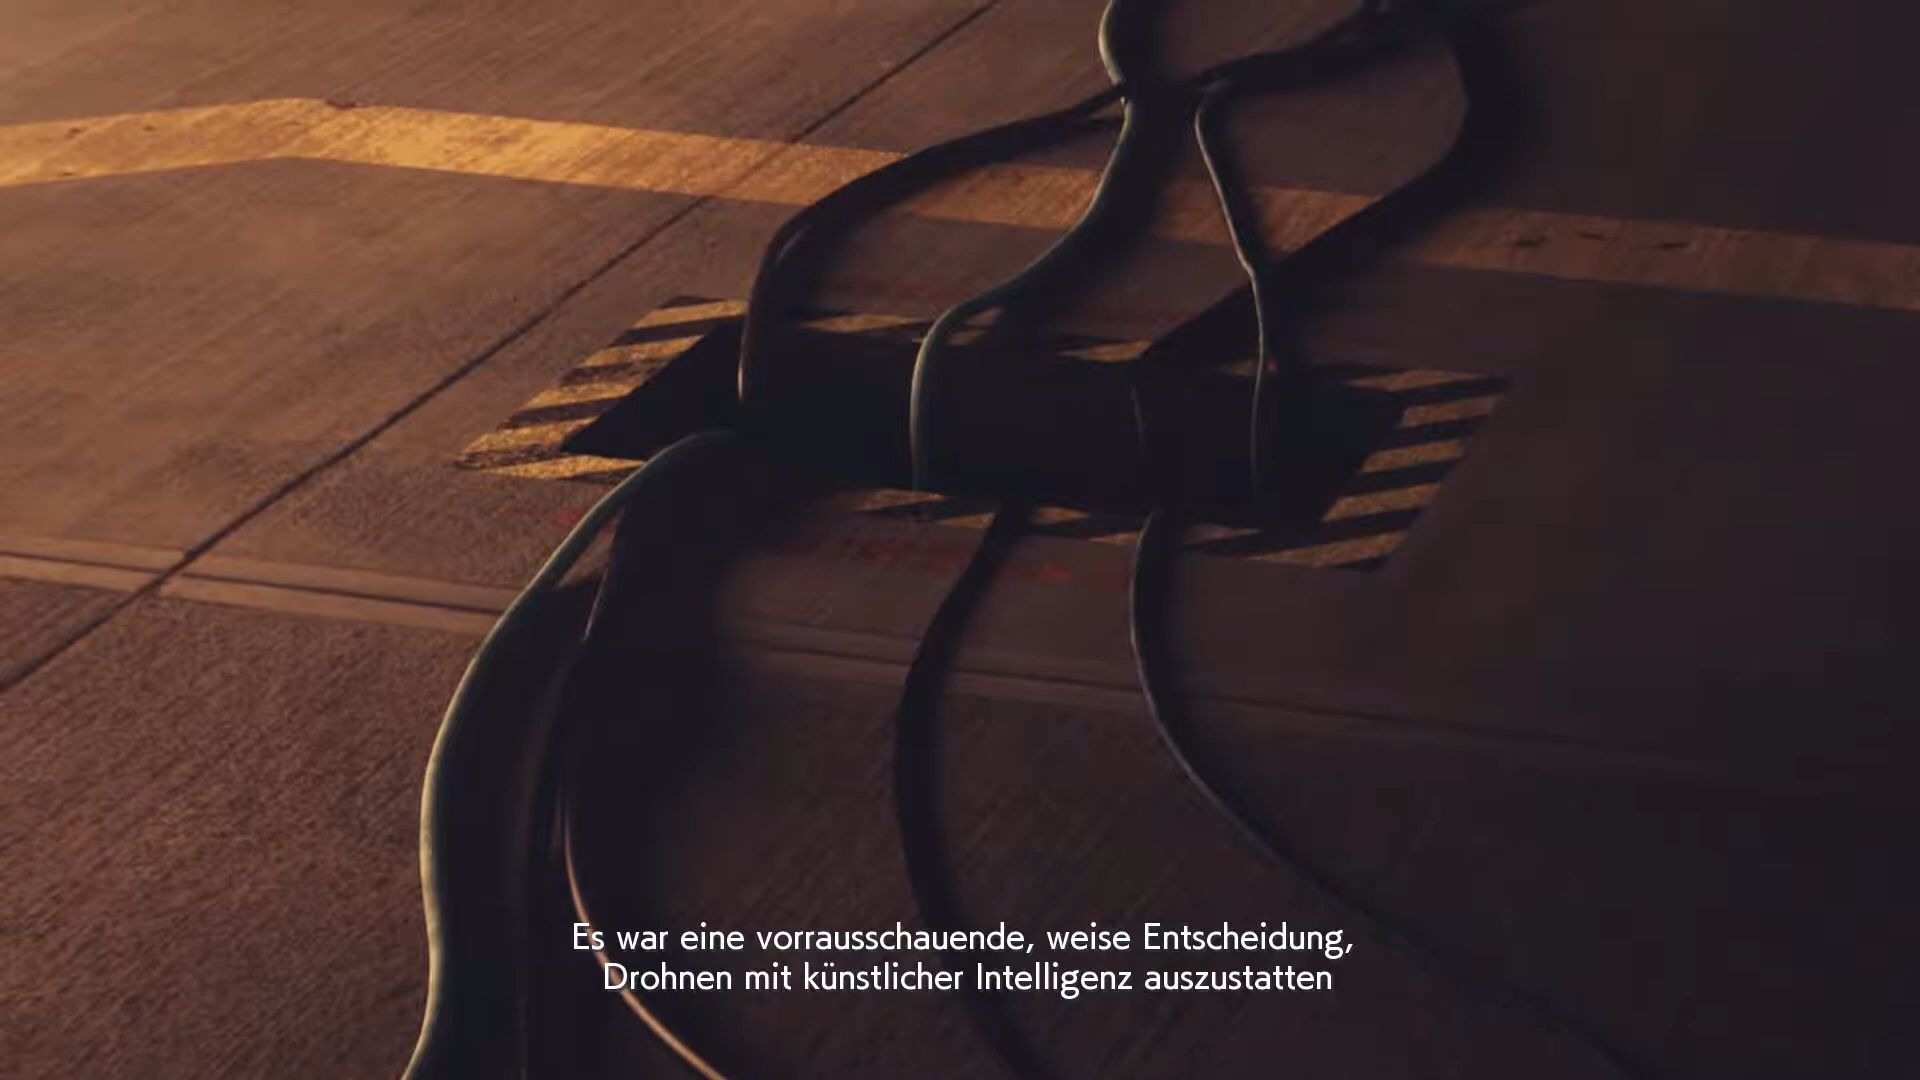 Es war eine vorrausschauende, weise Entscheidung,
Drohnen mit künstlicher Intelligenz auszustatten